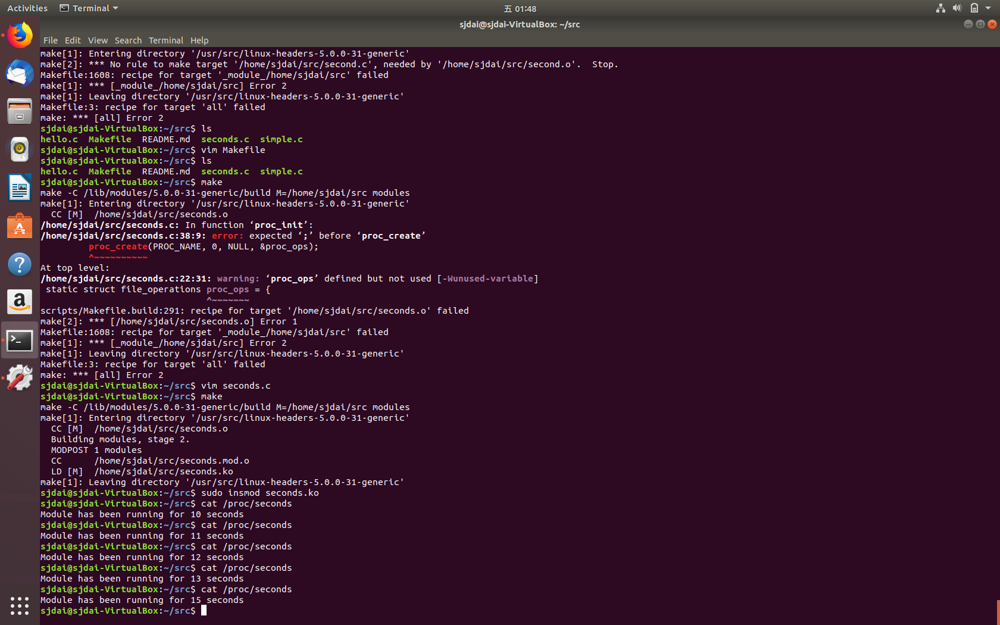 Activities Terminal 五 01:48
sjdai@sjdai-VirtualBox: ~/src
File Edit View Search Terminal Help
make[1]: Entering directory '/usr/src/linux-headers-5.0.0-31-generic'
make[2]: *** No rule to make target '/home/sjdai/src/second.c', needed by '/home/sjdai/src/second.o'.  Stop.
Makefile:1608: recipe for target '_module_/home/sjdai/src' failed
make[1]: *** [_module_/home/sjdai/src] Error 2
make[1]: Leaving directory '/usr/src/linux-headers-5.0.0-31-generic'
Makefile:3: recipe for target 'all' failed
make: *** [all] Error 2
sjdai@sjdai-VirtualBox:~/src$ ls
hello.c  Makefile  README.md  seconds.c  simple.c
sjdai@sjdai-VirtualBox:~/src$ vim Makefile
sjdai@sjdai-VirtualBox:~/src$ ls
hello.c  Makefile  README.md  seconds.c  simple.c
sjdai@sjdai-VirtualBox:~/src$ make
make -C /lib/modules/5.0.0-31-generic/build M=/home/sjdai/src modules
make[1]: Entering directory '/usr/src/linux-headers-5.0.0-31-generic'
  CC [M]  /home/sjdai/src/seconds.o
/home/sjdai/src/seconds.c: In function ‘proc_init’:
/home/sjdai/src/seconds.c:38:9: error: expected ‘;’ before ‘proc_create’
         proc_create(PROC_NAME, 0, NULL, &proc_ops);
         ^~~~~~~~~~~
At top level:
/home/sjdai/src/seconds.c:22:31: warning: ‘proc_ops’ defined but not used [-Wunused-variable]
 static struct file_operations proc_ops = {
                               ^~~~~~~~
scripts/Makefile.build:291: recipe for target '/home/sjdai/src/seconds.o' failed
make[2]: *** [/home/sjdai/src/seconds.o] Error 1
Makefile:1608: recipe for target '_module_/home/sjdai/src' failed
make[1]: *** [_module_/home/sjdai/src] Error 2
make[1]: Leaving directory '/usr/src/linux-headers-5.0.0-31-generic'
Makefile:3: recipe for target 'all' failed
make: *** [all] Error 2
sjdai@sjdai-VirtualBox:~/src$ vim seconds.c
sjdai@sjdai-VirtualBox:~/src$ make
make -C /lib/modules/5.0.0-31-generic/build M=/home/sjdai/src modules
make[1]: Entering directory '/usr/src/linux-headers-5.0.0-31-generic'
  CC [M]  /home/sjdai/src/seconds.o
  Building modules, stage 2.
  MODPOST 1 modules
  CC      /home/sjdai/src/seconds.mod.o
  LD [M]  /home/sjdai/src/seconds.ko
make[1]: Leaving directory '/usr/src/linux-headers-5.0.0-31-generic'
sjdai@sjdai-VirtualBox:~/src$ sudo insmod seconds.ko
sjdai@sjdai-VirtualBox:~/src$ cat /proc/seconds
Module has been running for 10 seconds
sjdai@sjdai-VirtualBox:~/src$ cat /proc/seconds
Module has been running for 11 seconds
sjdai@sjdai-VirtualBox:~/src$ cat /proc/seconds
Module has been running for 12 seconds
sjdai@sjdai-VirtualBox:~/src$ cat /proc/seconds
Module has been running for 13 seconds
sjdai@sjdai-VirtualBox:~/src$ cat /proc/seconds
Module has been running for 15 seconds
sjdai@sjdai-VirtualBox:~/src$